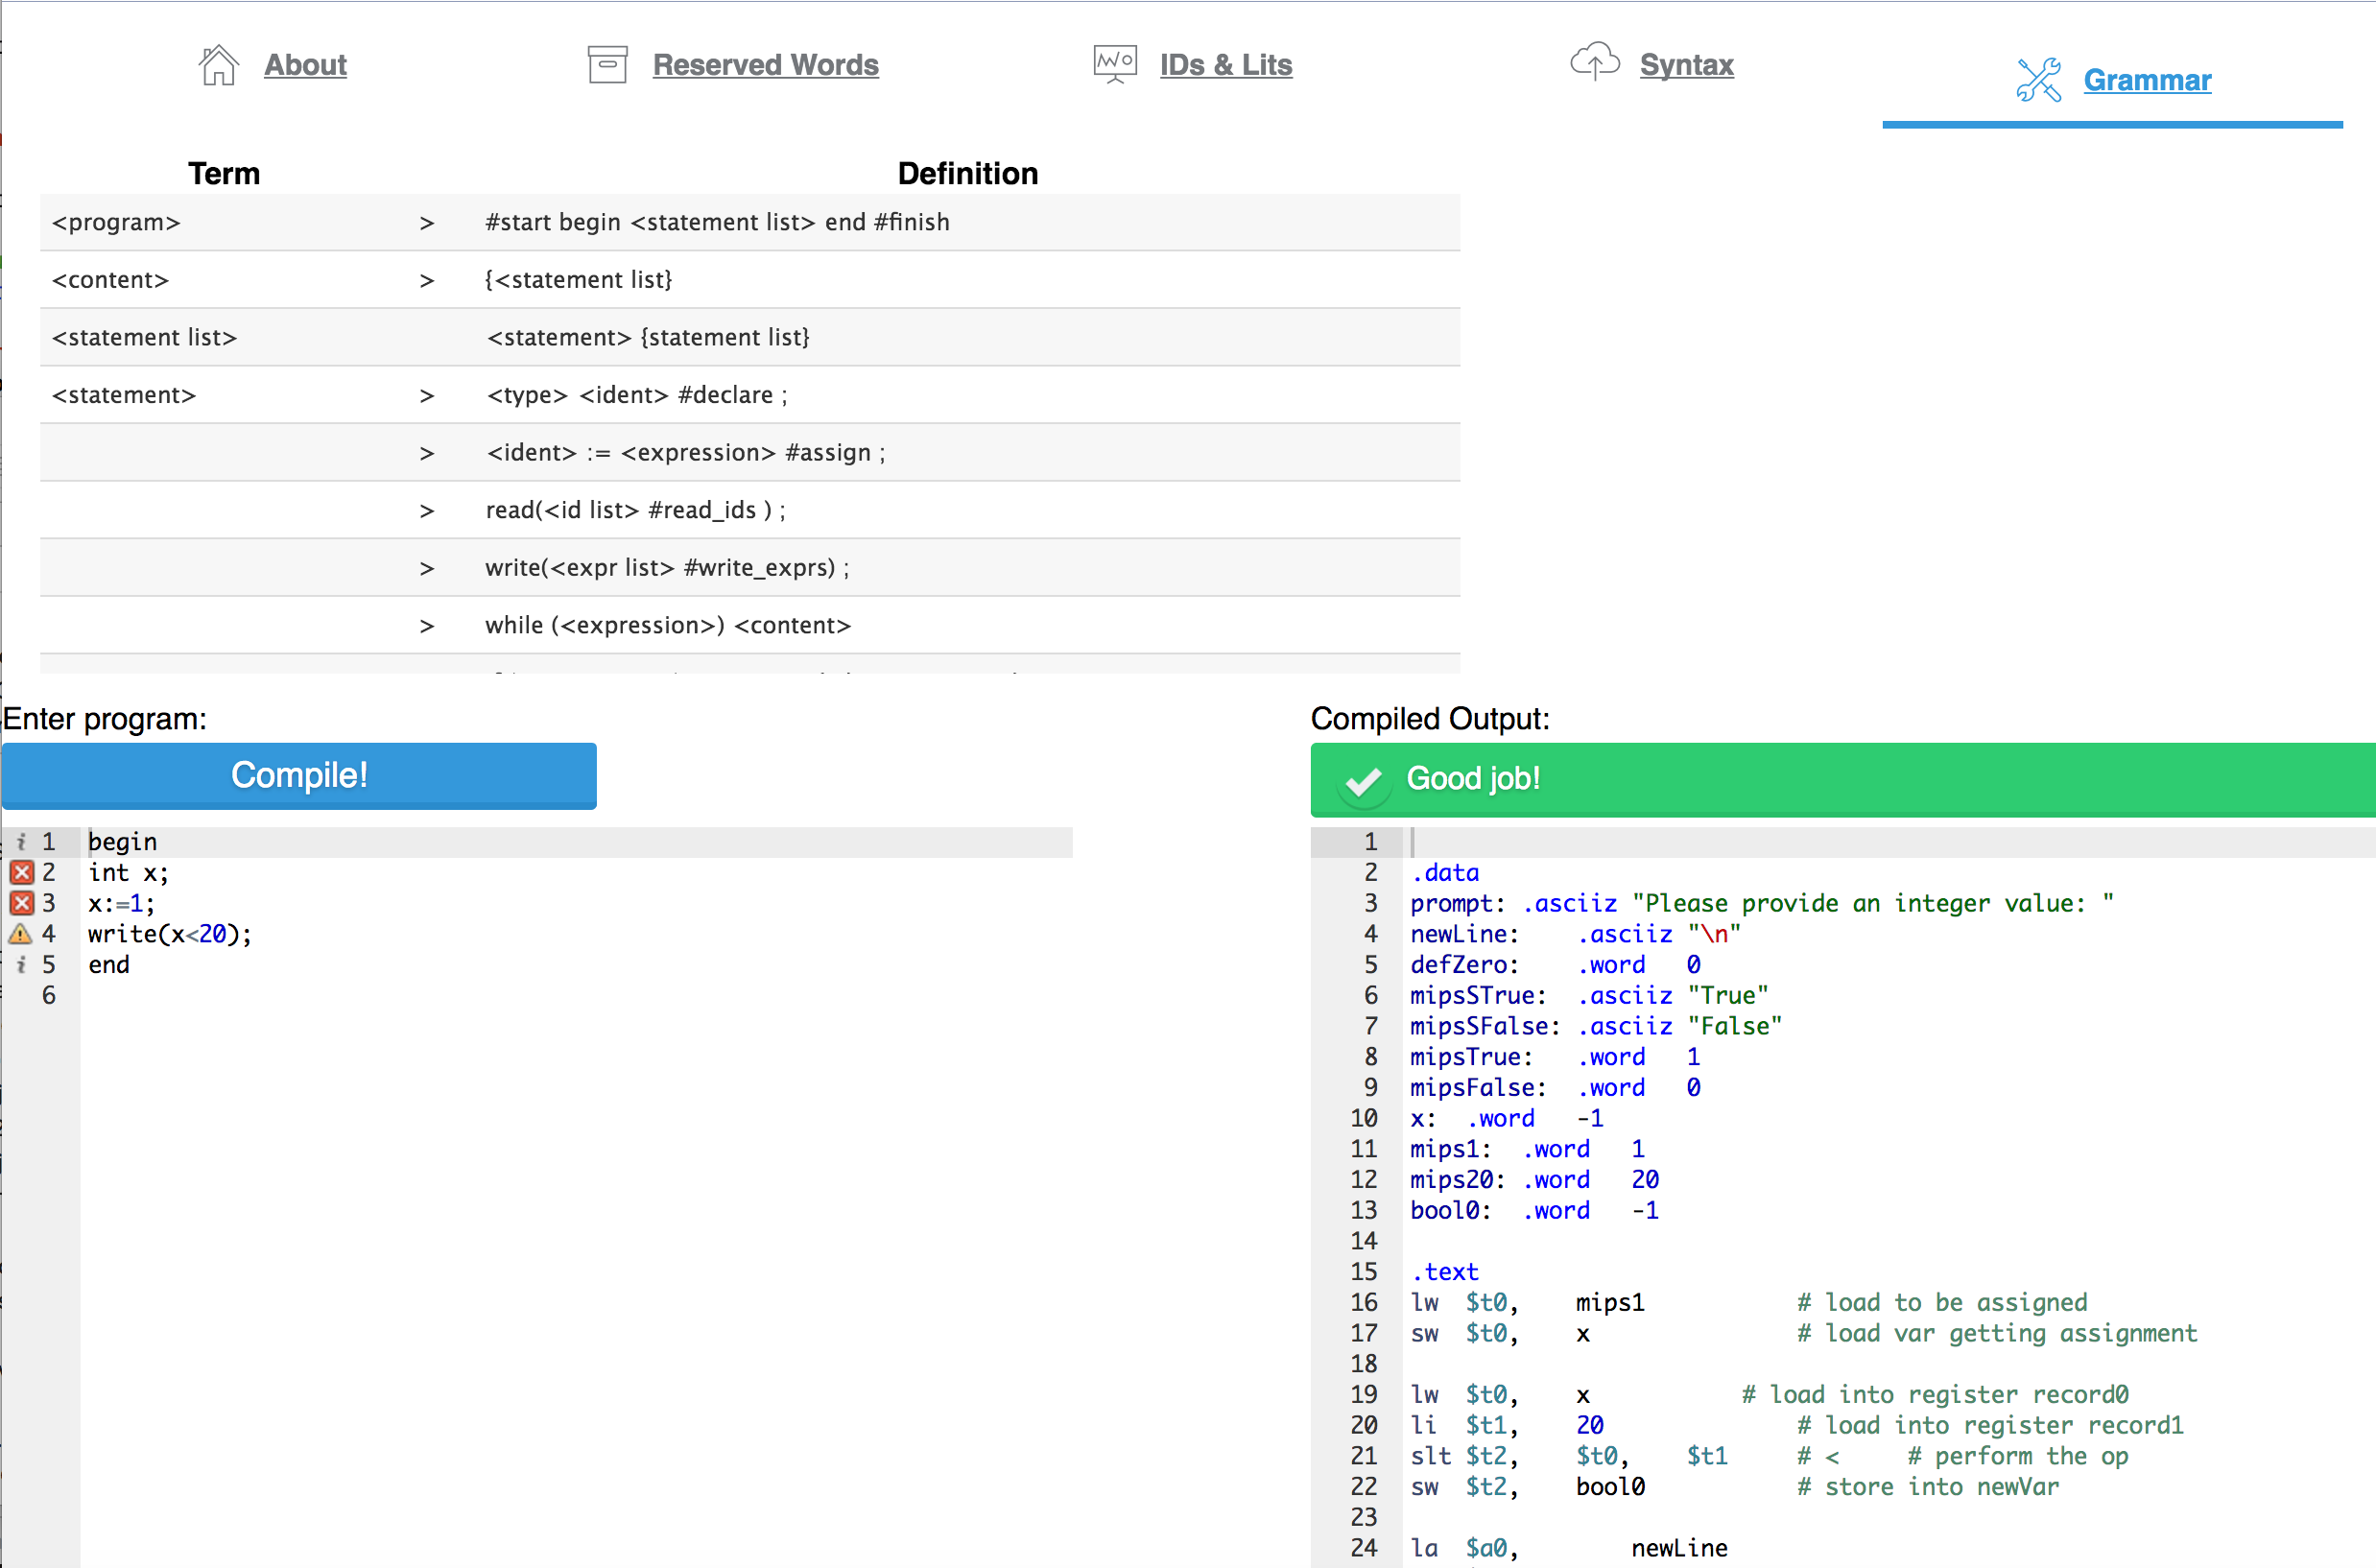 About Reserved Words IDs & Lits Syntax Grammar
Term Definition
<program> > #start begin <statement list> end #finish
<content> > {<statement list}
<statement list> <statement> {statement list}
<statement> > <type> <ident> #declare ;
> <ident> := <expression> #assign ;
> read(<id list> #read_ids ) ;
> write(<expr list> #write_exprs) ;
> while (<expression>) <content>
Enter program:
Compile!
1 begin
2 int x;
3 x:=1;
4 write(x<20);
5 end
6
Compiled Output:
Good job!
1
2 .data
3 prompt: .asciiz "Please provide an integer value: "
4 newLine: .asciiz "\n"
5 defZero: .word 0
6 mipsSTrue: .asciiz "True"
7 mipsSFalse: .asciiz "False"
8 mipsTrue: .word 1
9 mipsFalse: .word 0
10 x: .word -1
11 mips1: .word 1
12 mips20: .word 20
13 bool0: .word -1
14
15 .text
16 lw $t0, mips1 # load to be assigned
17 sw $t0, x # load var getting assignment
18
19 lw $t0, x # load into register record0
20 li $t1, 20 # load into register record1
21 slt $t2, $t0, $t1 # < # perform the op
22 sw $t2, bool0 # store into newVar
23
24 la $a0, newLine